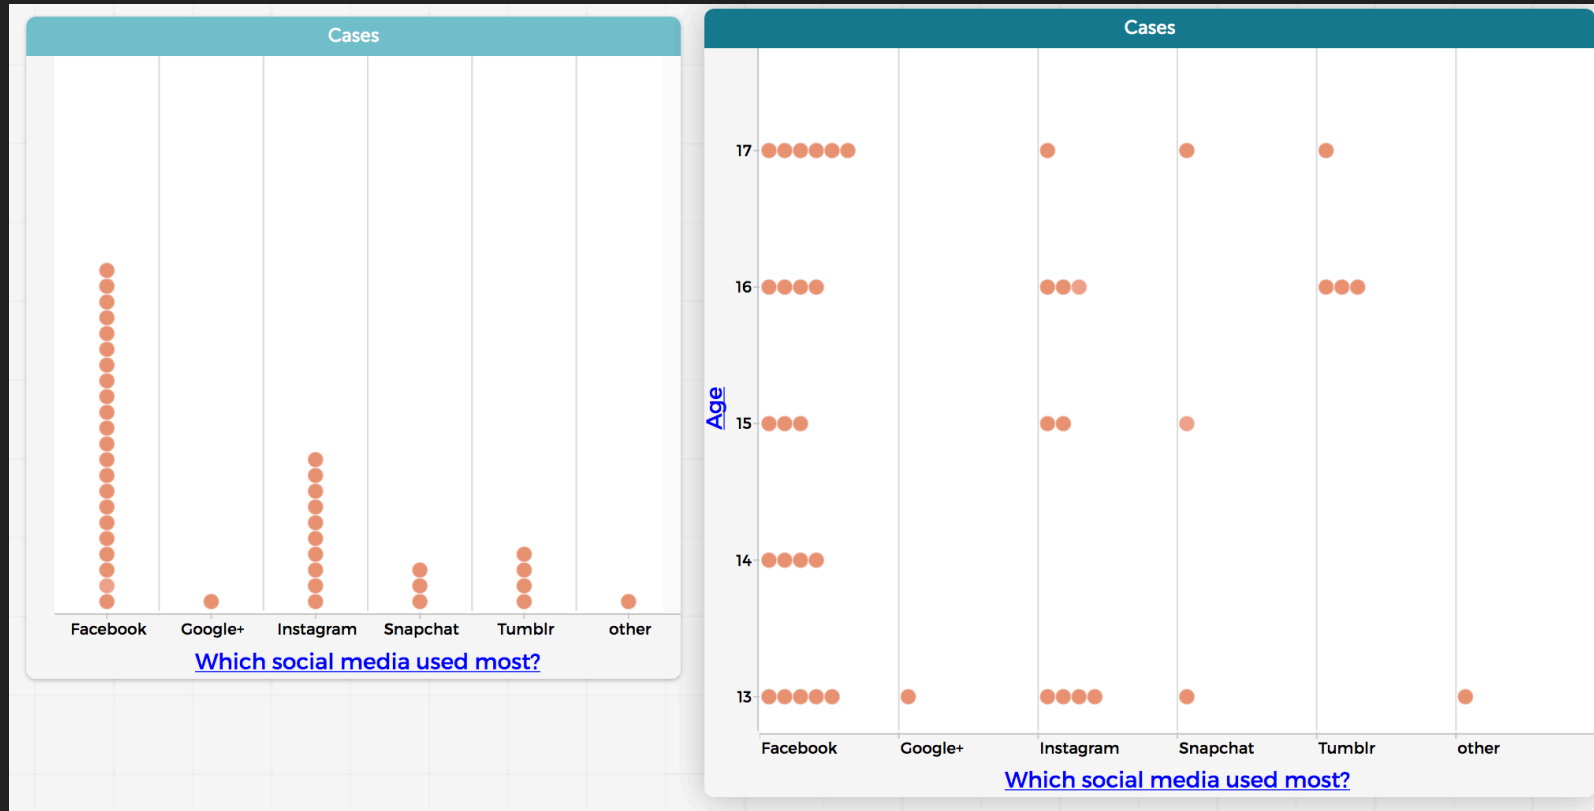 Cases
Facebook Google+ Instagram Snapchat Tumblr other
Which social media used most?
Cases
17
16
15
14
13
Age
Facebook Google+ Instagram Snapchat Tumblr other
Which social media used most?